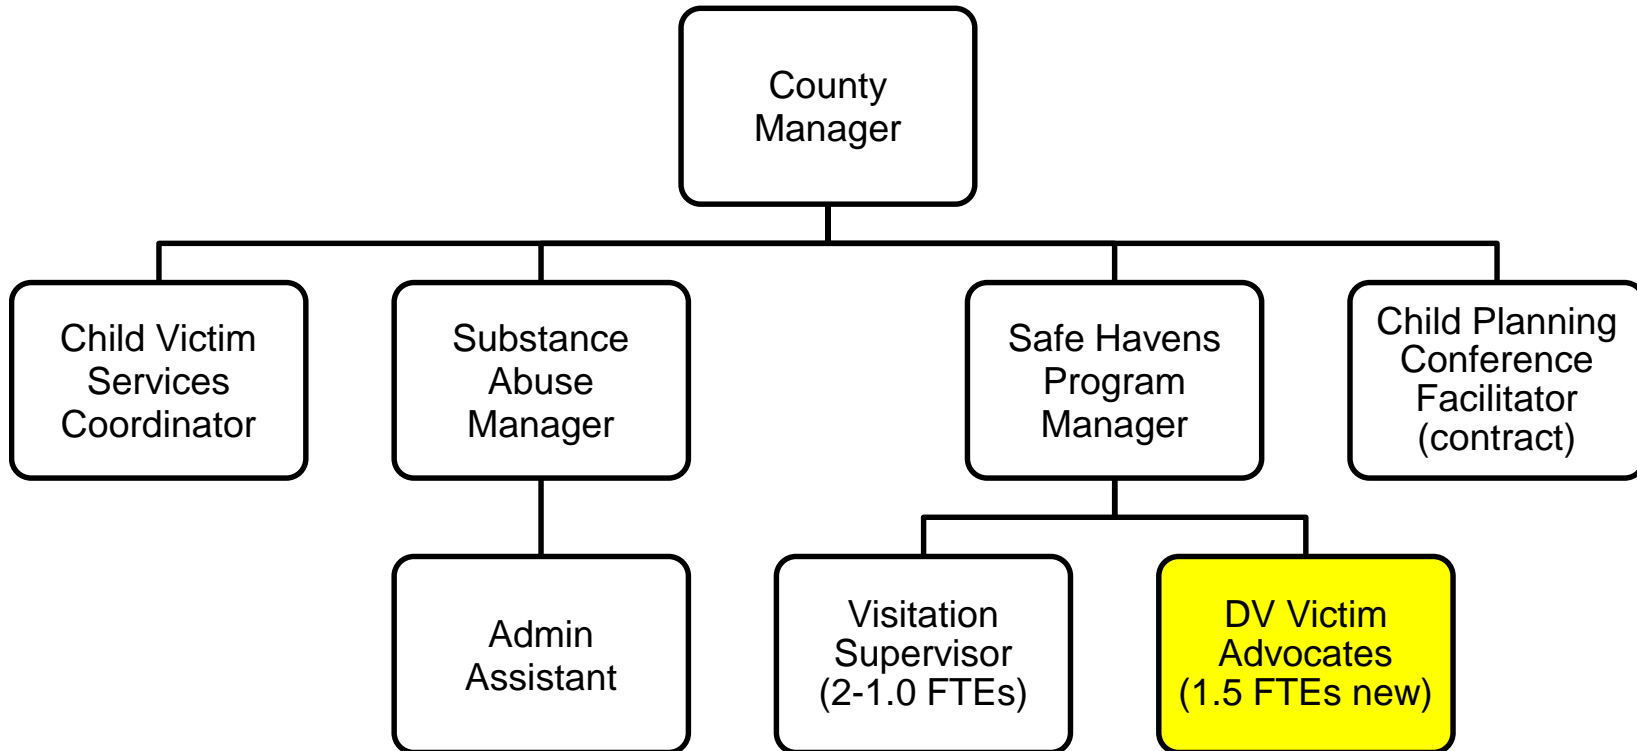 County
Manager
Child Victim
Services
Coordinator
Substance
Abuse
Manager
Safe Havens
Program
Manager
Child Planning
Conference
Facilitator
(contract)
Admin
Assistant
Visitation
Supervisor
(2-1.0 FTEs)
DV Victim
Advocates
(1.5 FTEs new)